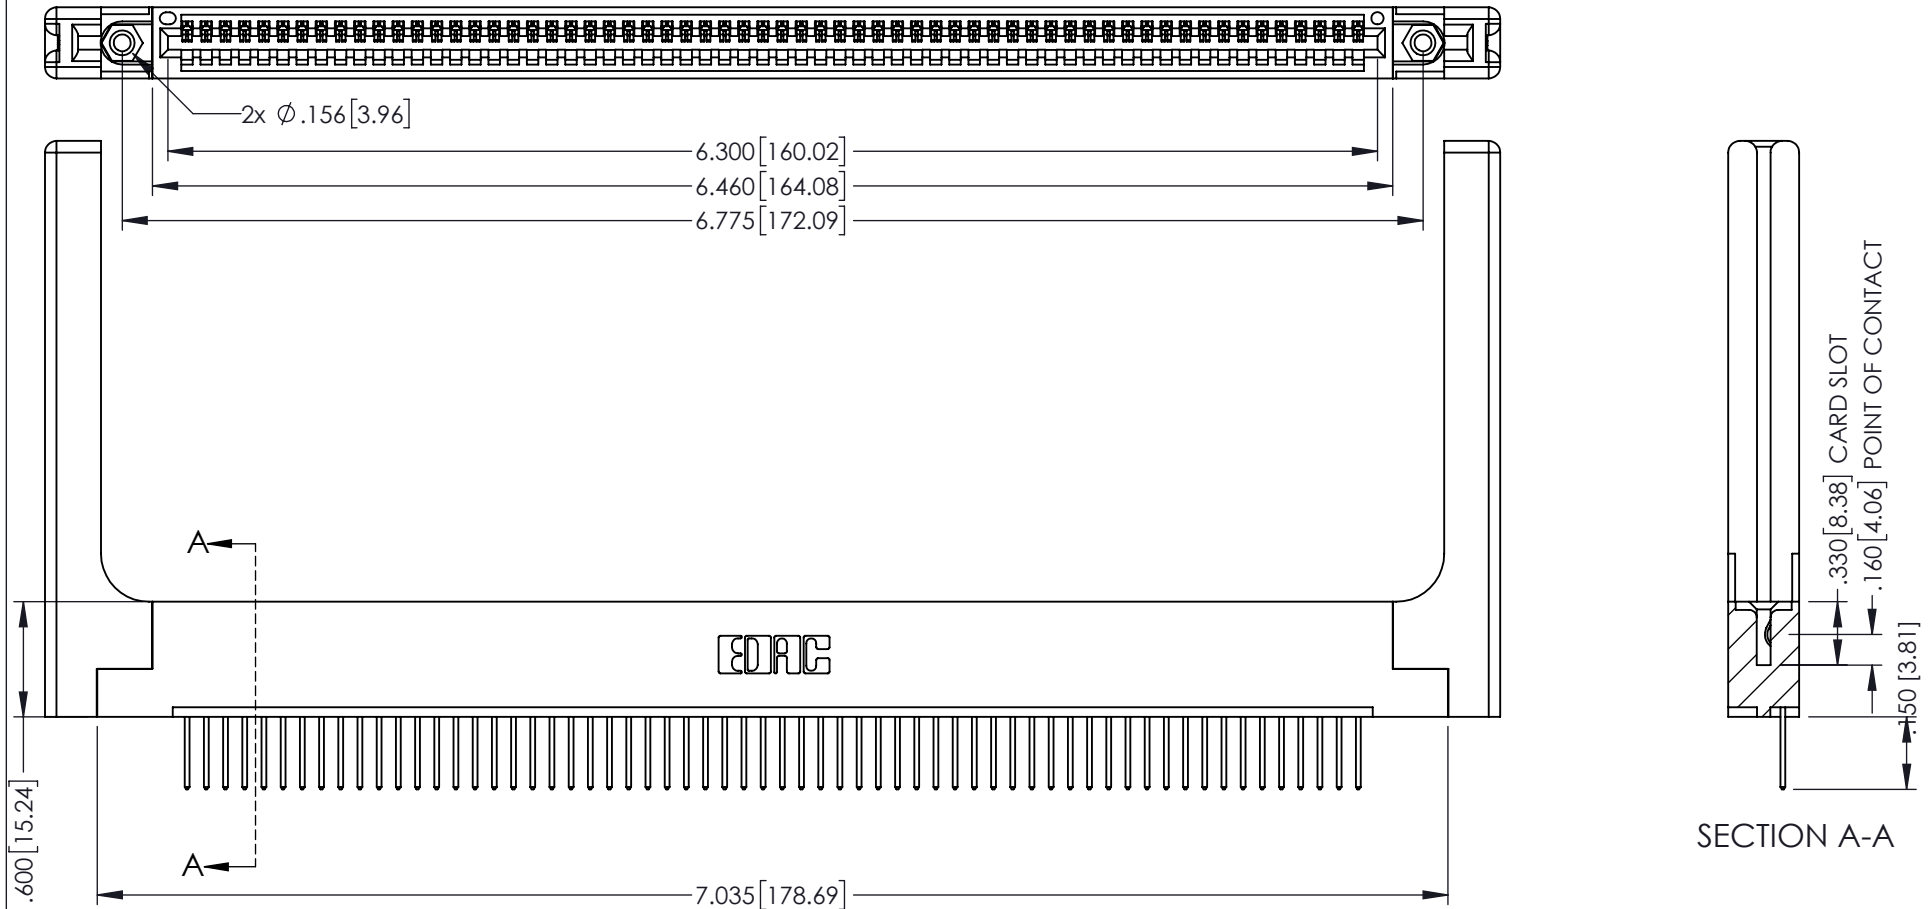 2x Ø.156[3.96]
6.300[160.02]
6.460[164.08]
6.775[172.09]
A
EDAC
A
.600[15.24]
7.035[178.69]
.330[8.38] CARD SLOT
.160[4.06] POINT OF CONTACT
.150 [3.81]
SECTION A-A